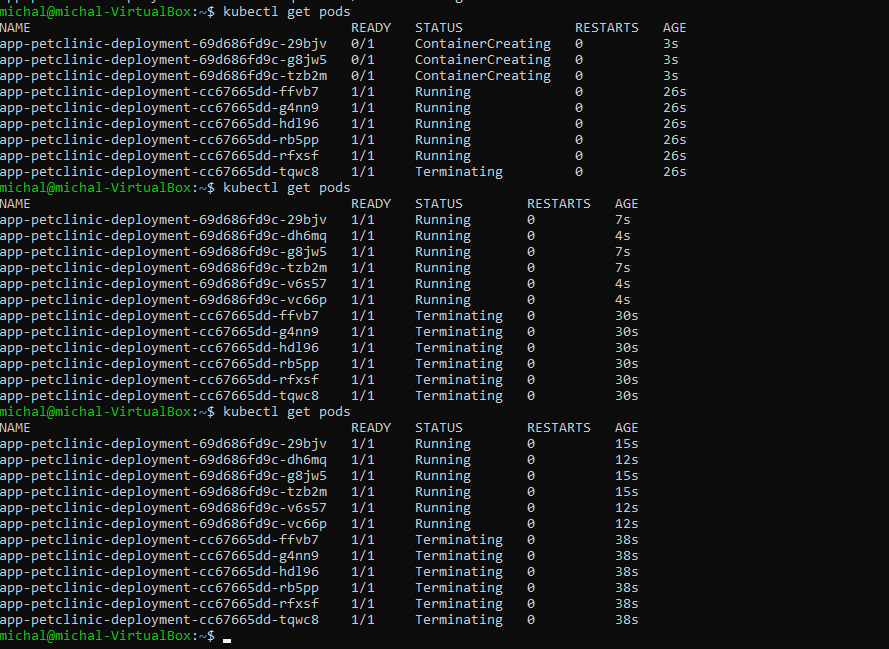 michal@michal-VirtualBox:~$ kubectl get pods
NAME READY STATUS RESTARTS AGE
app-petclinic-deployment-69d686fd9c-29bjv 0/1 ContainerCreating 0 3s
app-petclinic-deployment-69d686fd9c-g8jw5 0/1 ContainerCreating 0 3s
app-petclinic-deployment-69d686fd9c-tzb2m 0/1 ContainerCreating 0 3s
app-petclinic-deployment-cc67665dd-ffvb7 1/1 Running 0 26s
app-petclinic-deployment-cc67665dd-g4nn9 1/1 Running 0 26s
app-petclinic-deployment-cc67665dd-hdl96 1/1 Running 0 26s
app-petclinic-deployment-cc67665dd-rb5pp 1/1 Running 0 26s
app-petclinic-deployment-cc67665dd-rfxsf 1/1 Running 0 26s
app-petclinic-deployment-cc67665dd-tqwc8 1/1 Terminating 0 26s
michal@michal-VirtualBox:~$ kubectl get pods
NAME READY STATUS RESTARTS AGE
app-petclinic-deployment-69d686fd9c-29bjv 1/1 Running 0 7s
app-petclinic-deployment-69d686fd9c-dh6mq 1/1 Running 0 4s
app-petclinic-deployment-69d686fd9c-g8jw5 1/1 Running 0 7s
app-petclinic-deployment-69d686fd9c-tzb2m 1/1 Running 0 7s
app-petclinic-deployment-69d686fd9c-v6s57 1/1 Running 0 4s
app-petclinic-deployment-69d686fd9c-vc66p 1/1 Running 0 4s
app-petclinic-deployment-cc67665dd-ffvb7 1/1 Terminating 0 30s
app-petclinic-deployment-cc67665dd-g4nn9 1/1 Terminating 0 30s
app-petclinic-deployment-cc67665dd-hdl96 1/1 Terminating 0 30s
app-petclinic-deployment-cc67665dd-rb5pp 1/1 Terminating 0 30s
app-petclinic-deployment-cc67665dd-rfxsf 1/1 Terminating 0 30s
app-petclinic-deployment-cc67665dd-tqwc8 1/1 Terminating 0 30s
michal@michal-VirtualBox:~$ kubectl get pods
NAME READY STATUS RESTARTS AGE
app-petclinic-deployment-69d686fd9c-29bjv 1/1 Running 0 15s
app-petclinic-deployment-69d686fd9c-dh6mq 1/1 Running 0 12s
app-petclinic-deployment-69d686fd9c-g8jw5 1/1 Running 0 15s
app-petclinic-deployment-69d686fd9c-tzb2m 1/1 Running 0 15s
app-petclinic-deployment-69d686fd9c-v6s57 1/1 Running 0 12s
app-petclinic-deployment-69d686fd9c-vc66p 1/1 Running 0 12s
app-petclinic-deployment-cc67665dd-ffvb7 1/1 Terminating 0 38s
app-petclinic-deployment-cc67665dd-g4nn9 1/1 Terminating 0 38s
app-petclinic-deployment-cc67665dd-hdl96 1/1 Terminating 0 38s
app-petclinic-deployment-cc67665dd-rb5pp 1/1 Terminating 0 38s
app-petclinic-deployment-cc67665dd-rfxsf 1/1 Terminating 0 38s
app-petclinic-deployment-cc67665dd-tqwc8 1/1 Terminating 0 38s
michal@michal-VirtualBox:~$